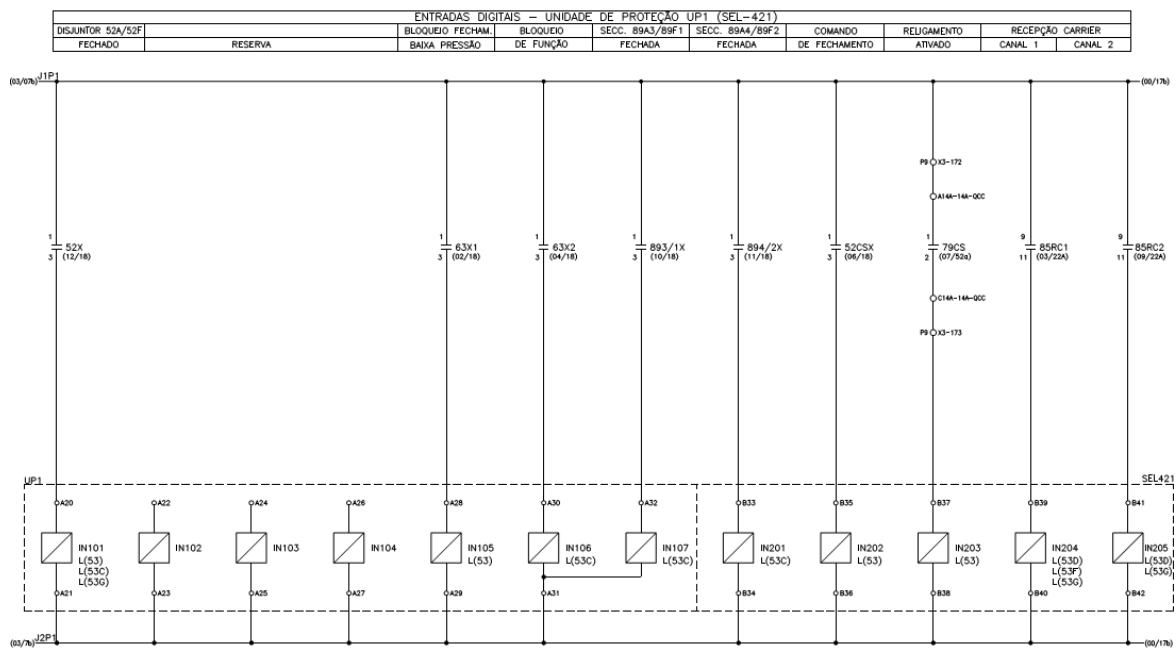 ENTRADAS DIGITAIS – UNIDADE DE PROTEÇÃO UP1 (SEL-421)
DISJUNTOR 52A/52F BLOQUEIO FECHAM. BLOQUEIO SECC. 89A3/89F1 SECC. 89A4/89F2 COMANDO RELIGAMENTO RECEPÇÃO CARRIER
FECHADO RESERVA BAIXA PRESSÃO DE FUNÇÃO FECHADA FECHADA DE FECHAMENTO ATIVADO CANAL 1 CANAL 2
(03/07b) J1P1 (00/17b)
P9 X3-172
A14A-14A-QCC
1 1 1 1 1 1 1 9 9
52X 63X1 63X2 893/1X 894/2X 52CSX 79CS 85RC1 85RC2
3 (12/18) 3 (02/18) 3 (04/18) 3 (10/18) 3 (11/18) 3 (06/18) 2 (07/52a) 11 (03/22A) 11 (09/22A)
C14A-14A-QCC
P9 X3-173
UP1 SEL421
A20 A22 A24 A26 A28 A30 A32 B33 B35 B37 B39 B41
IN101 IN102 IN103 IN104 IN105 IN106 IN107 IN201 IN202 IN203 IN204 IN205
L(53) L(53) L(53C) L(53C) L(53C) L(53) L(53) L(53D) L(53D)
L(53C) L(53F) L(53G)
L(53G) L(53G)
A21 A23 A25 A27 A29 A31 B34 B36 B38 B40 B42
(03/7b) J2P1 (00/17b)